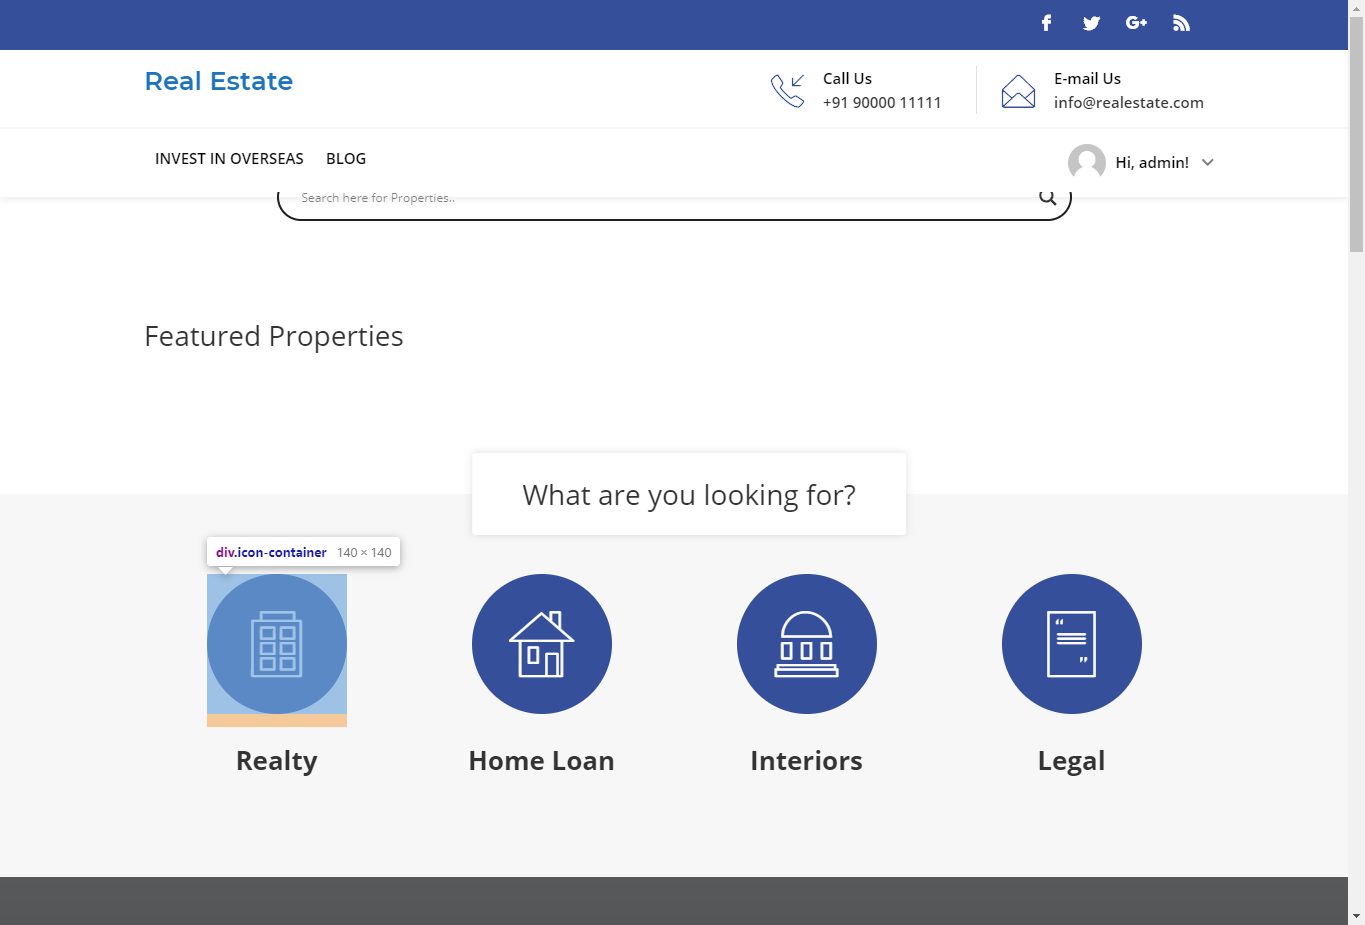 Real Estate
Call Us
+91 90000 11111
E-mail Us
info@realestate.com
INVEST IN OVERSEAS
BLOG
Hi, admin!
Search here for Properties..
Featured Properties
What are you looking for?
div.icon-container 140 × 140
Realty
Home Loan
Interiors
Legal